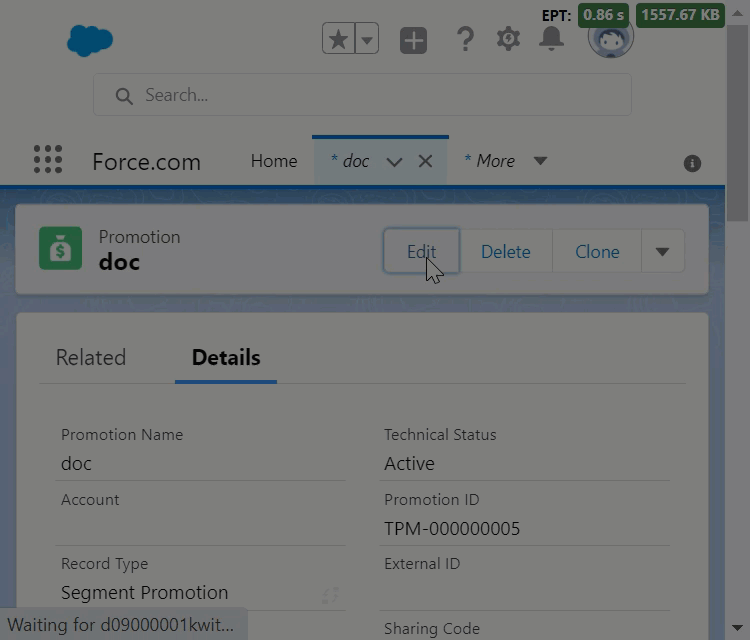 EPT: 0.86 s 1557.67 KB
Search...
Force.com Home * doc * More
Promotion
doc
Edit Delete Clone
Related Details
Promotion Name Technical Status
doc Active
Account Promotion ID
TPM-000000005
Record Type External ID
Segment Promotion
Sharing Code
Waiting for d09000001kwit...